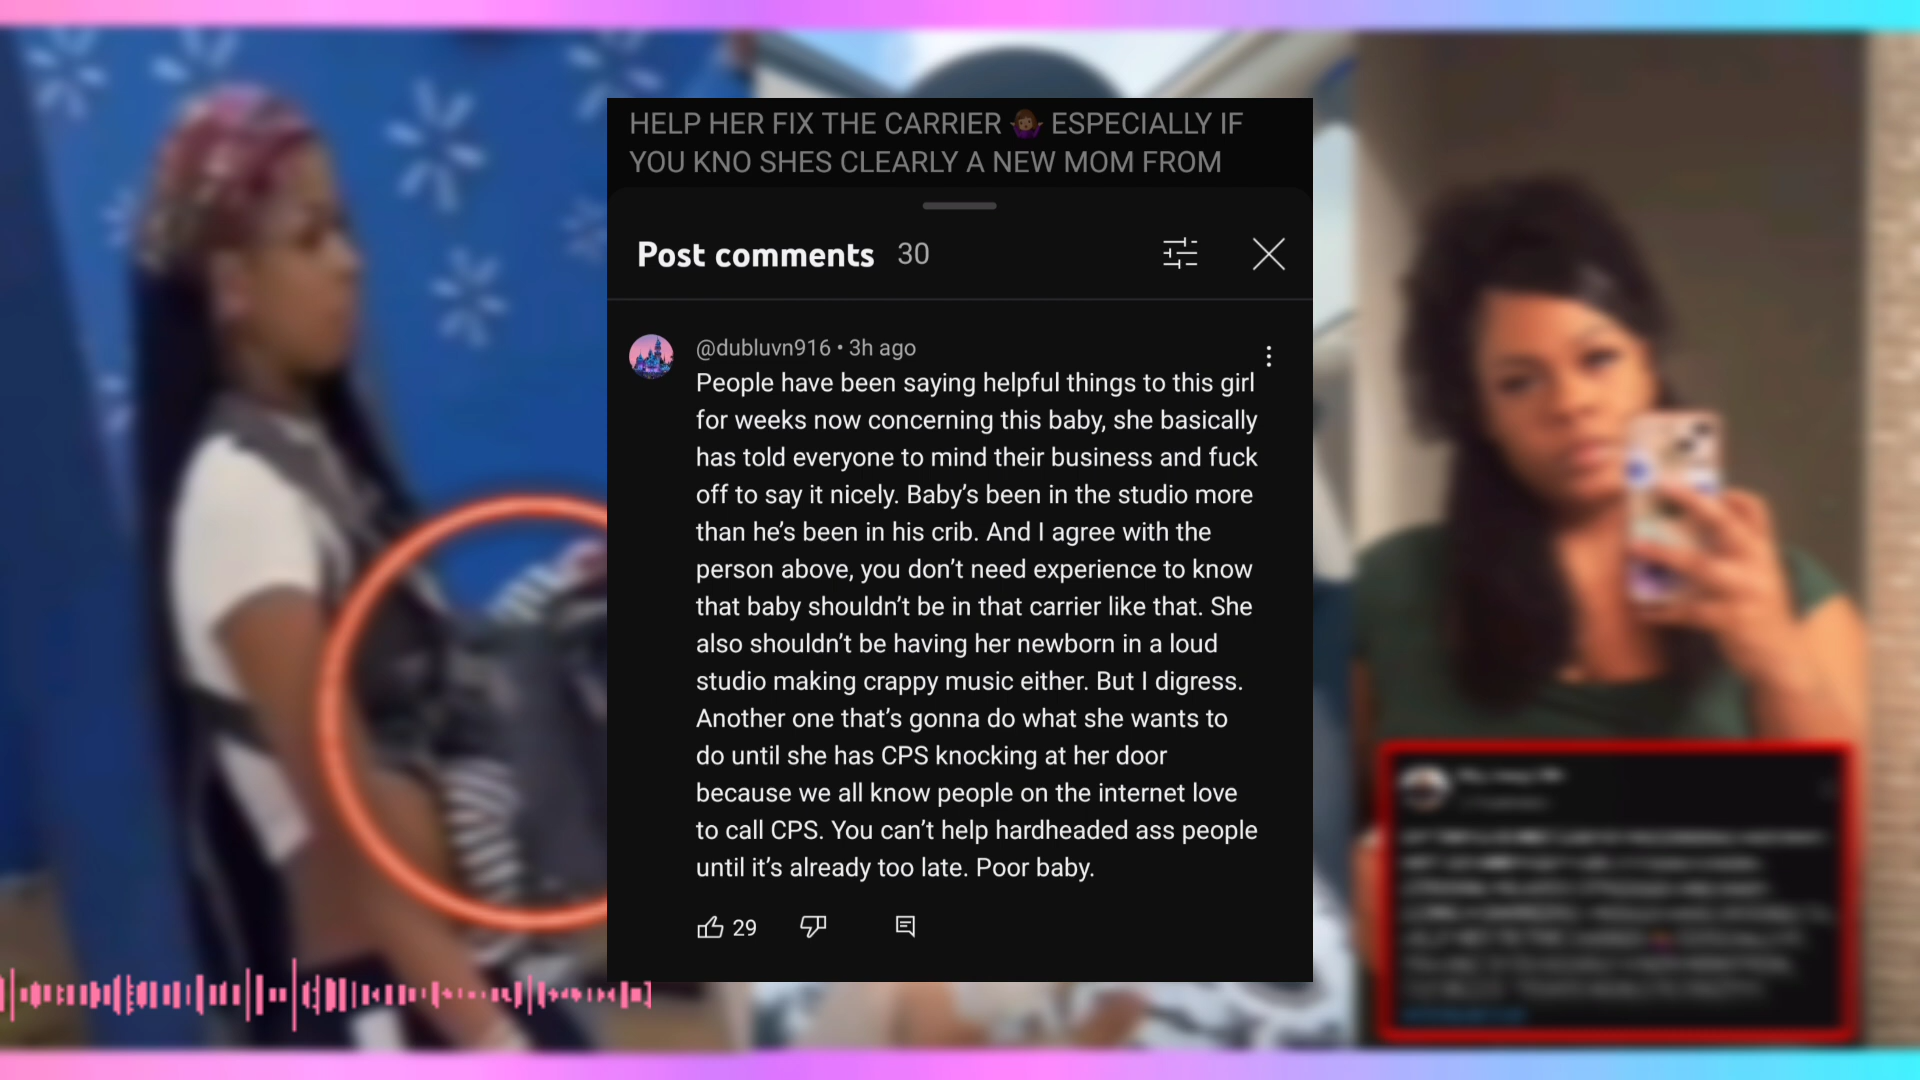 HELP HER FIX THE CARRIER 🤷🏾‍♀️ ESPECIALLY IF
YOU KNO SHES CLEARLY A NEW MOM FROM
Post comments 30
@dubluvn916 • 3h ago
People have been saying helpful things to this girl
for weeks now concerning this baby, she basically
has told everyone to mind their business and fuck
off to say it nicely. Baby’s been in the studio more
than he’s been in his crib. And I agree with the
person above, you don’t need experience to know
that baby shouldn’t be in that carrier like that. She
also shouldn’t be having her newborn in a loud
studio making crappy music either. But I digress.
Another one that’s gonna do what she wants to
do until she has CPS knocking at her door
because we all know people on the internet love
to call CPS. You can’t help hardheaded ass people
until it’s already too late. Poor baby.
29